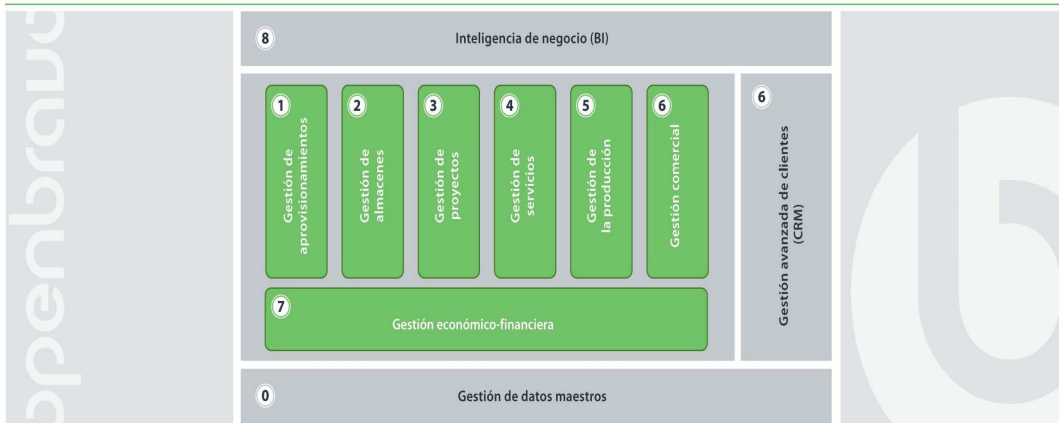 openbravo
8
Inteligencia de negocio (BI)
1
Gestión de
aprovisionamientos
2
Gestión de
almacenes
3
Gestión de
proyectos
4
Gestión de
servicios
5
Gestión de
la producción
6
Gestión comercial
6
Gestión avanzada de clientes
(CRM)
7
Gestión económico-financiera
0
Gestión de datos maestros